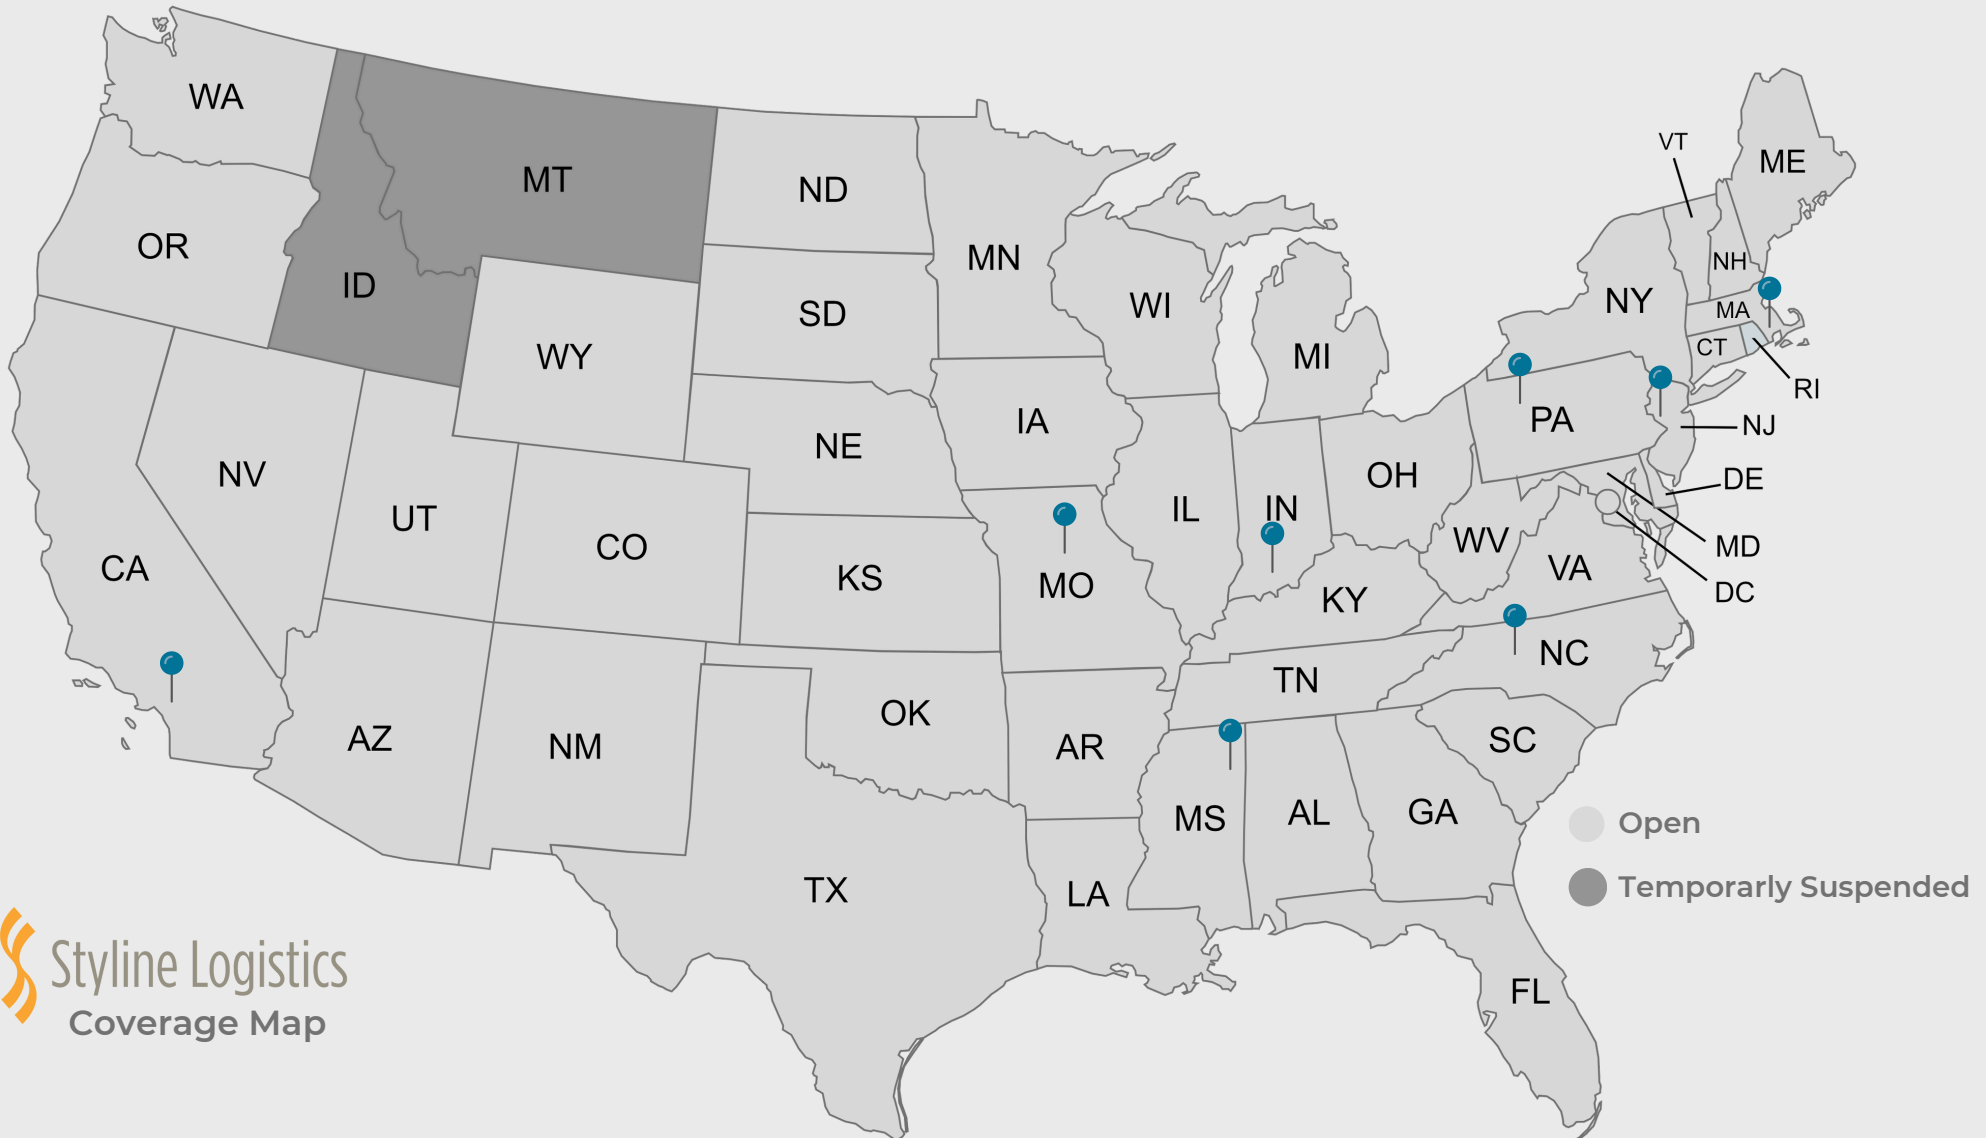 WA
MT
ND
OR
ID
MN
SD
WY
WI
MI
VT
ME
NH
NY
MA
CT
RI
IA
NE
PA
NJ
NV
UT
CO
CA
KS
MO
IL
IN
OH
WV
VA
DE
MD
DC
KY
NC
TN
AZ
NM
OK
AR
SC
MS
AL
GA
TX
LA
FL
Open
Temporarly Suspended
Styline Logistics
Coverage Map